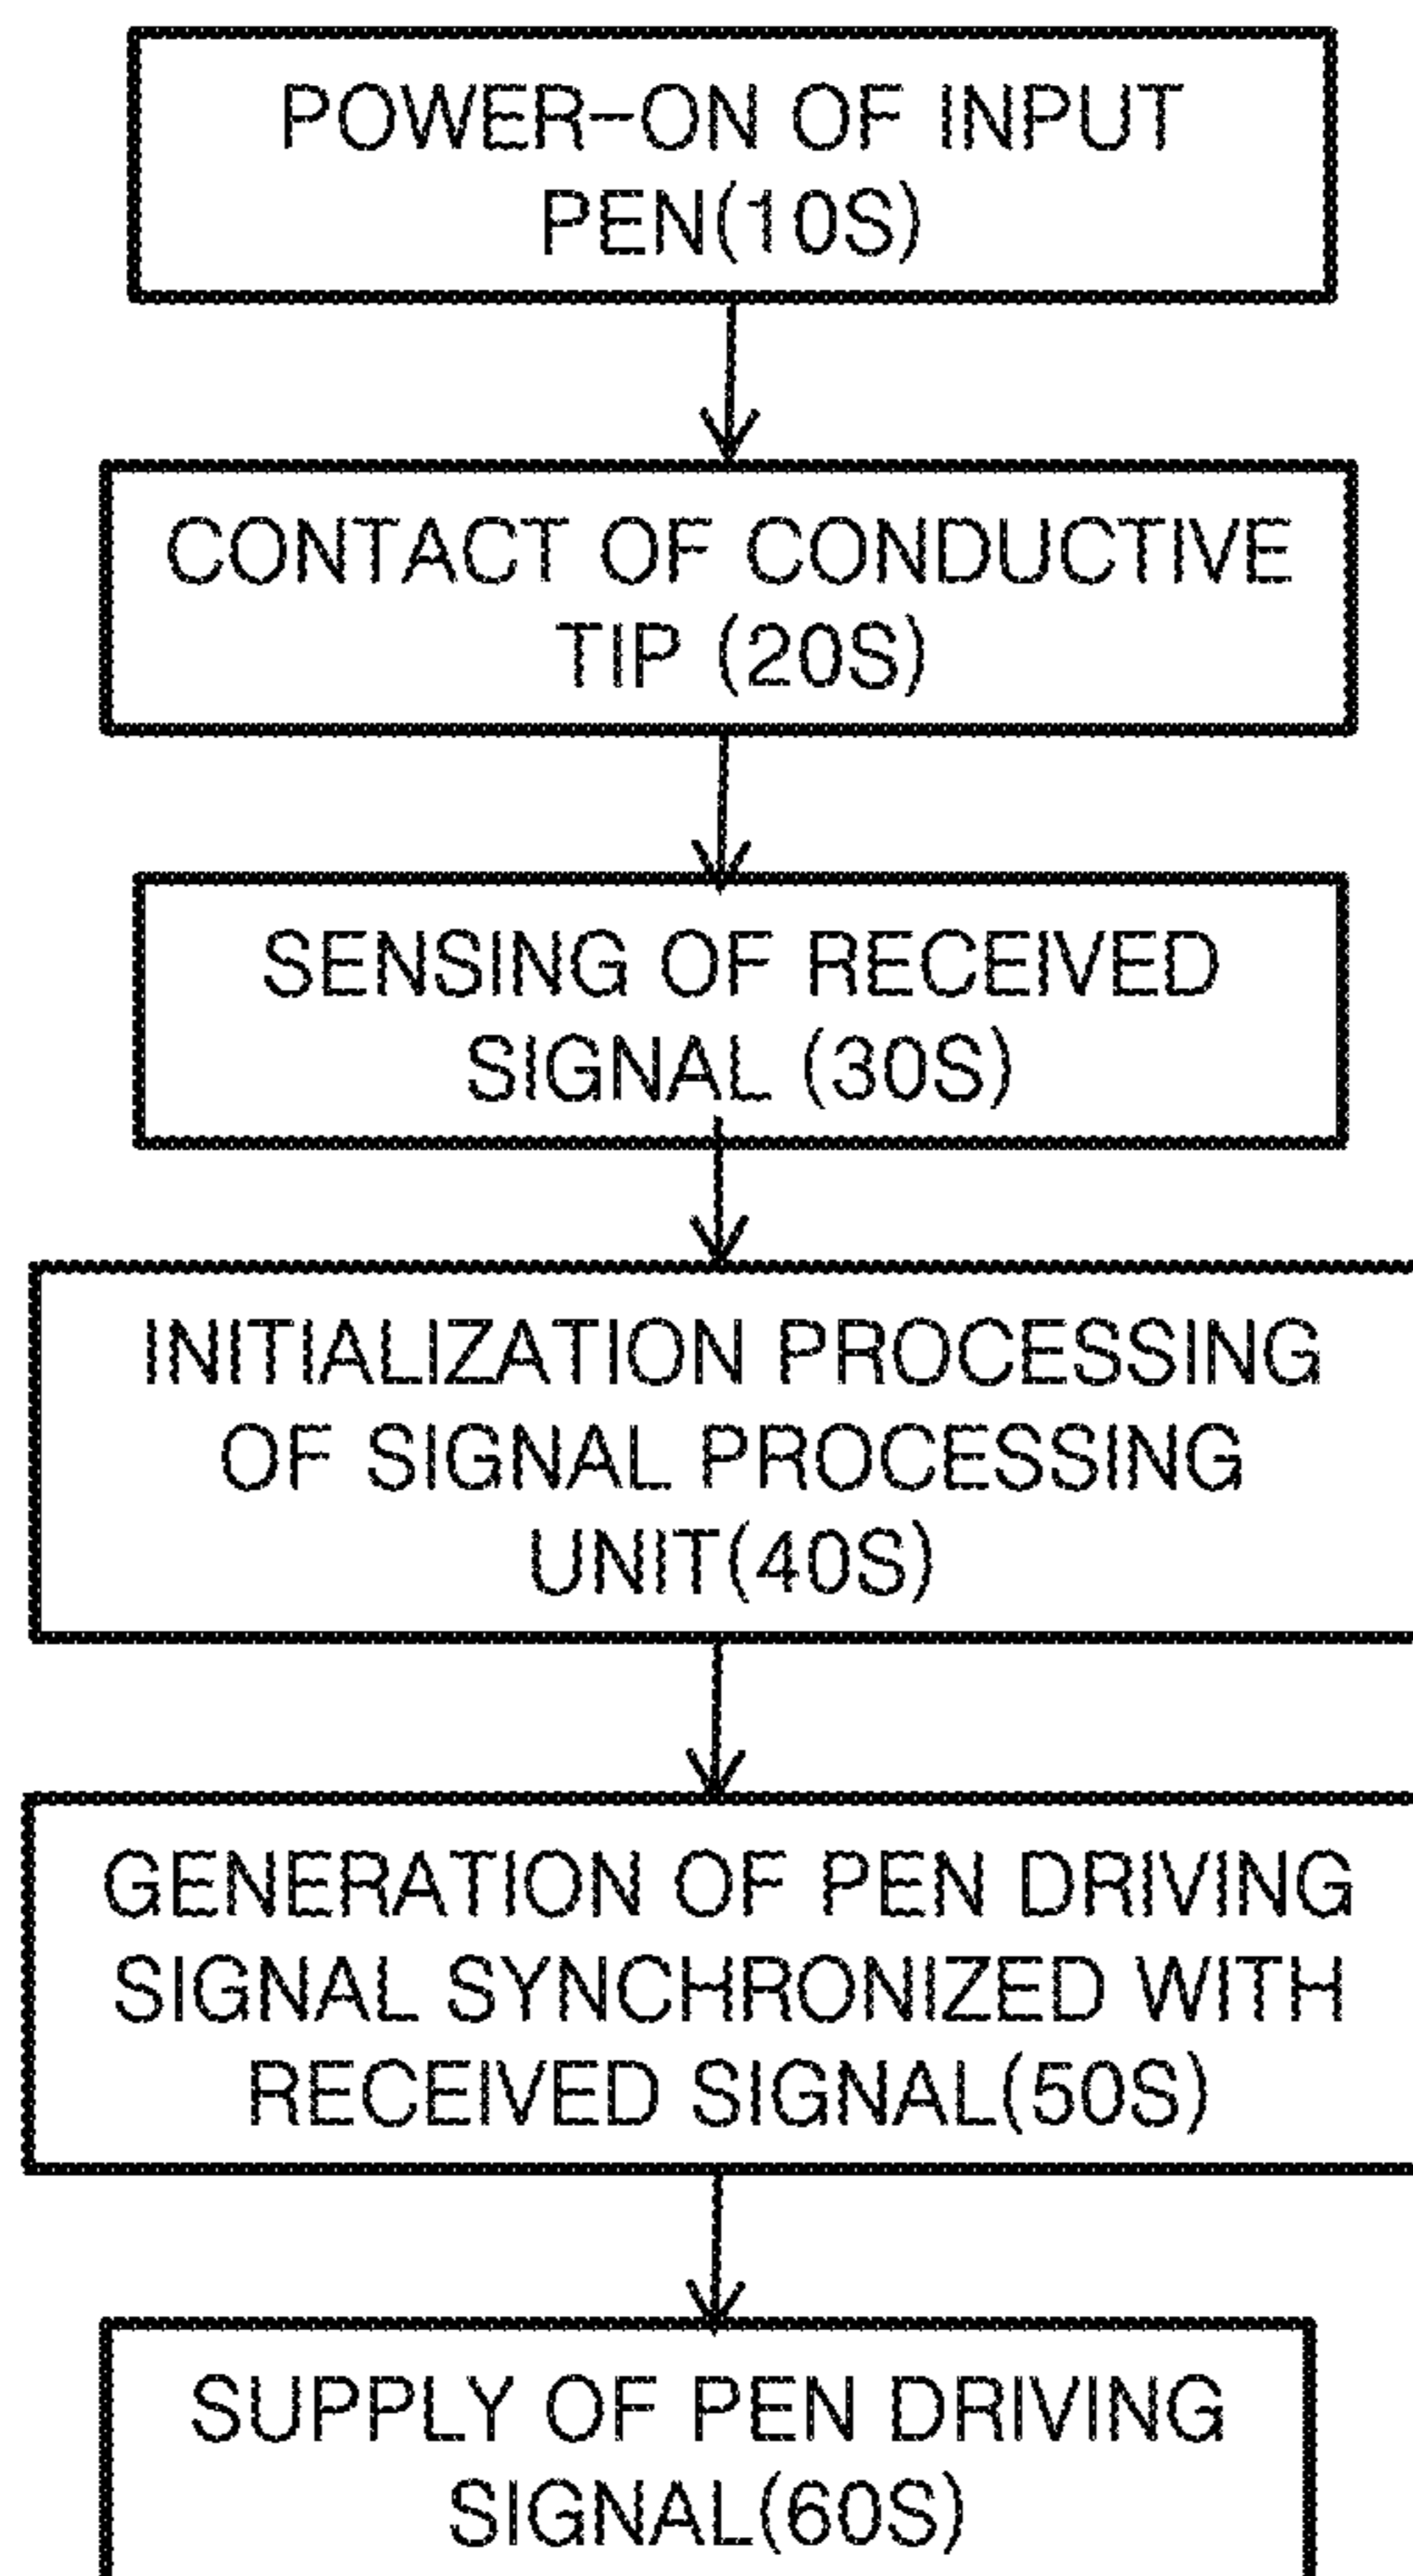 POWER-ON OF INPUT
PEN(10S)
CONTACT OF CONDUCTIVE
TIP (20S)
SENSING OF RECEIVED
SIGNAL (30S)
INITIALIZATION PROCESSING
OF SIGNAL PROCESSING
UNIT(40S)
GENERATION OF PEN DRIVING
SIGNAL SYNCHRONIZED WITH
RECEIVED SIGNAL(50S)
SUPPLY OF PEN DRIVING
SIGNAL(60S)